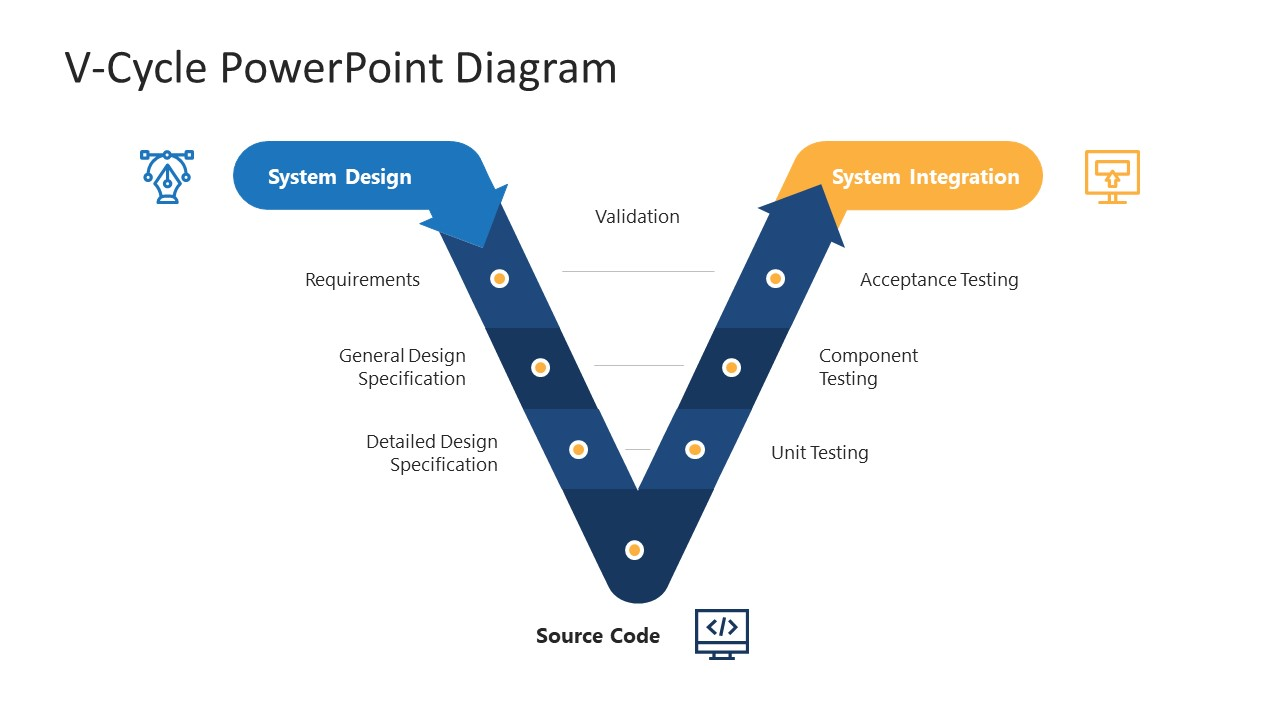 V-Cycle PowerPoint Diagram
System Design
System Integration
Validation
Requirements
Acceptance Testing
General Design
Specification
Component
Testing
Detailed Design
Specification
Unit Testing
Source Code
</>